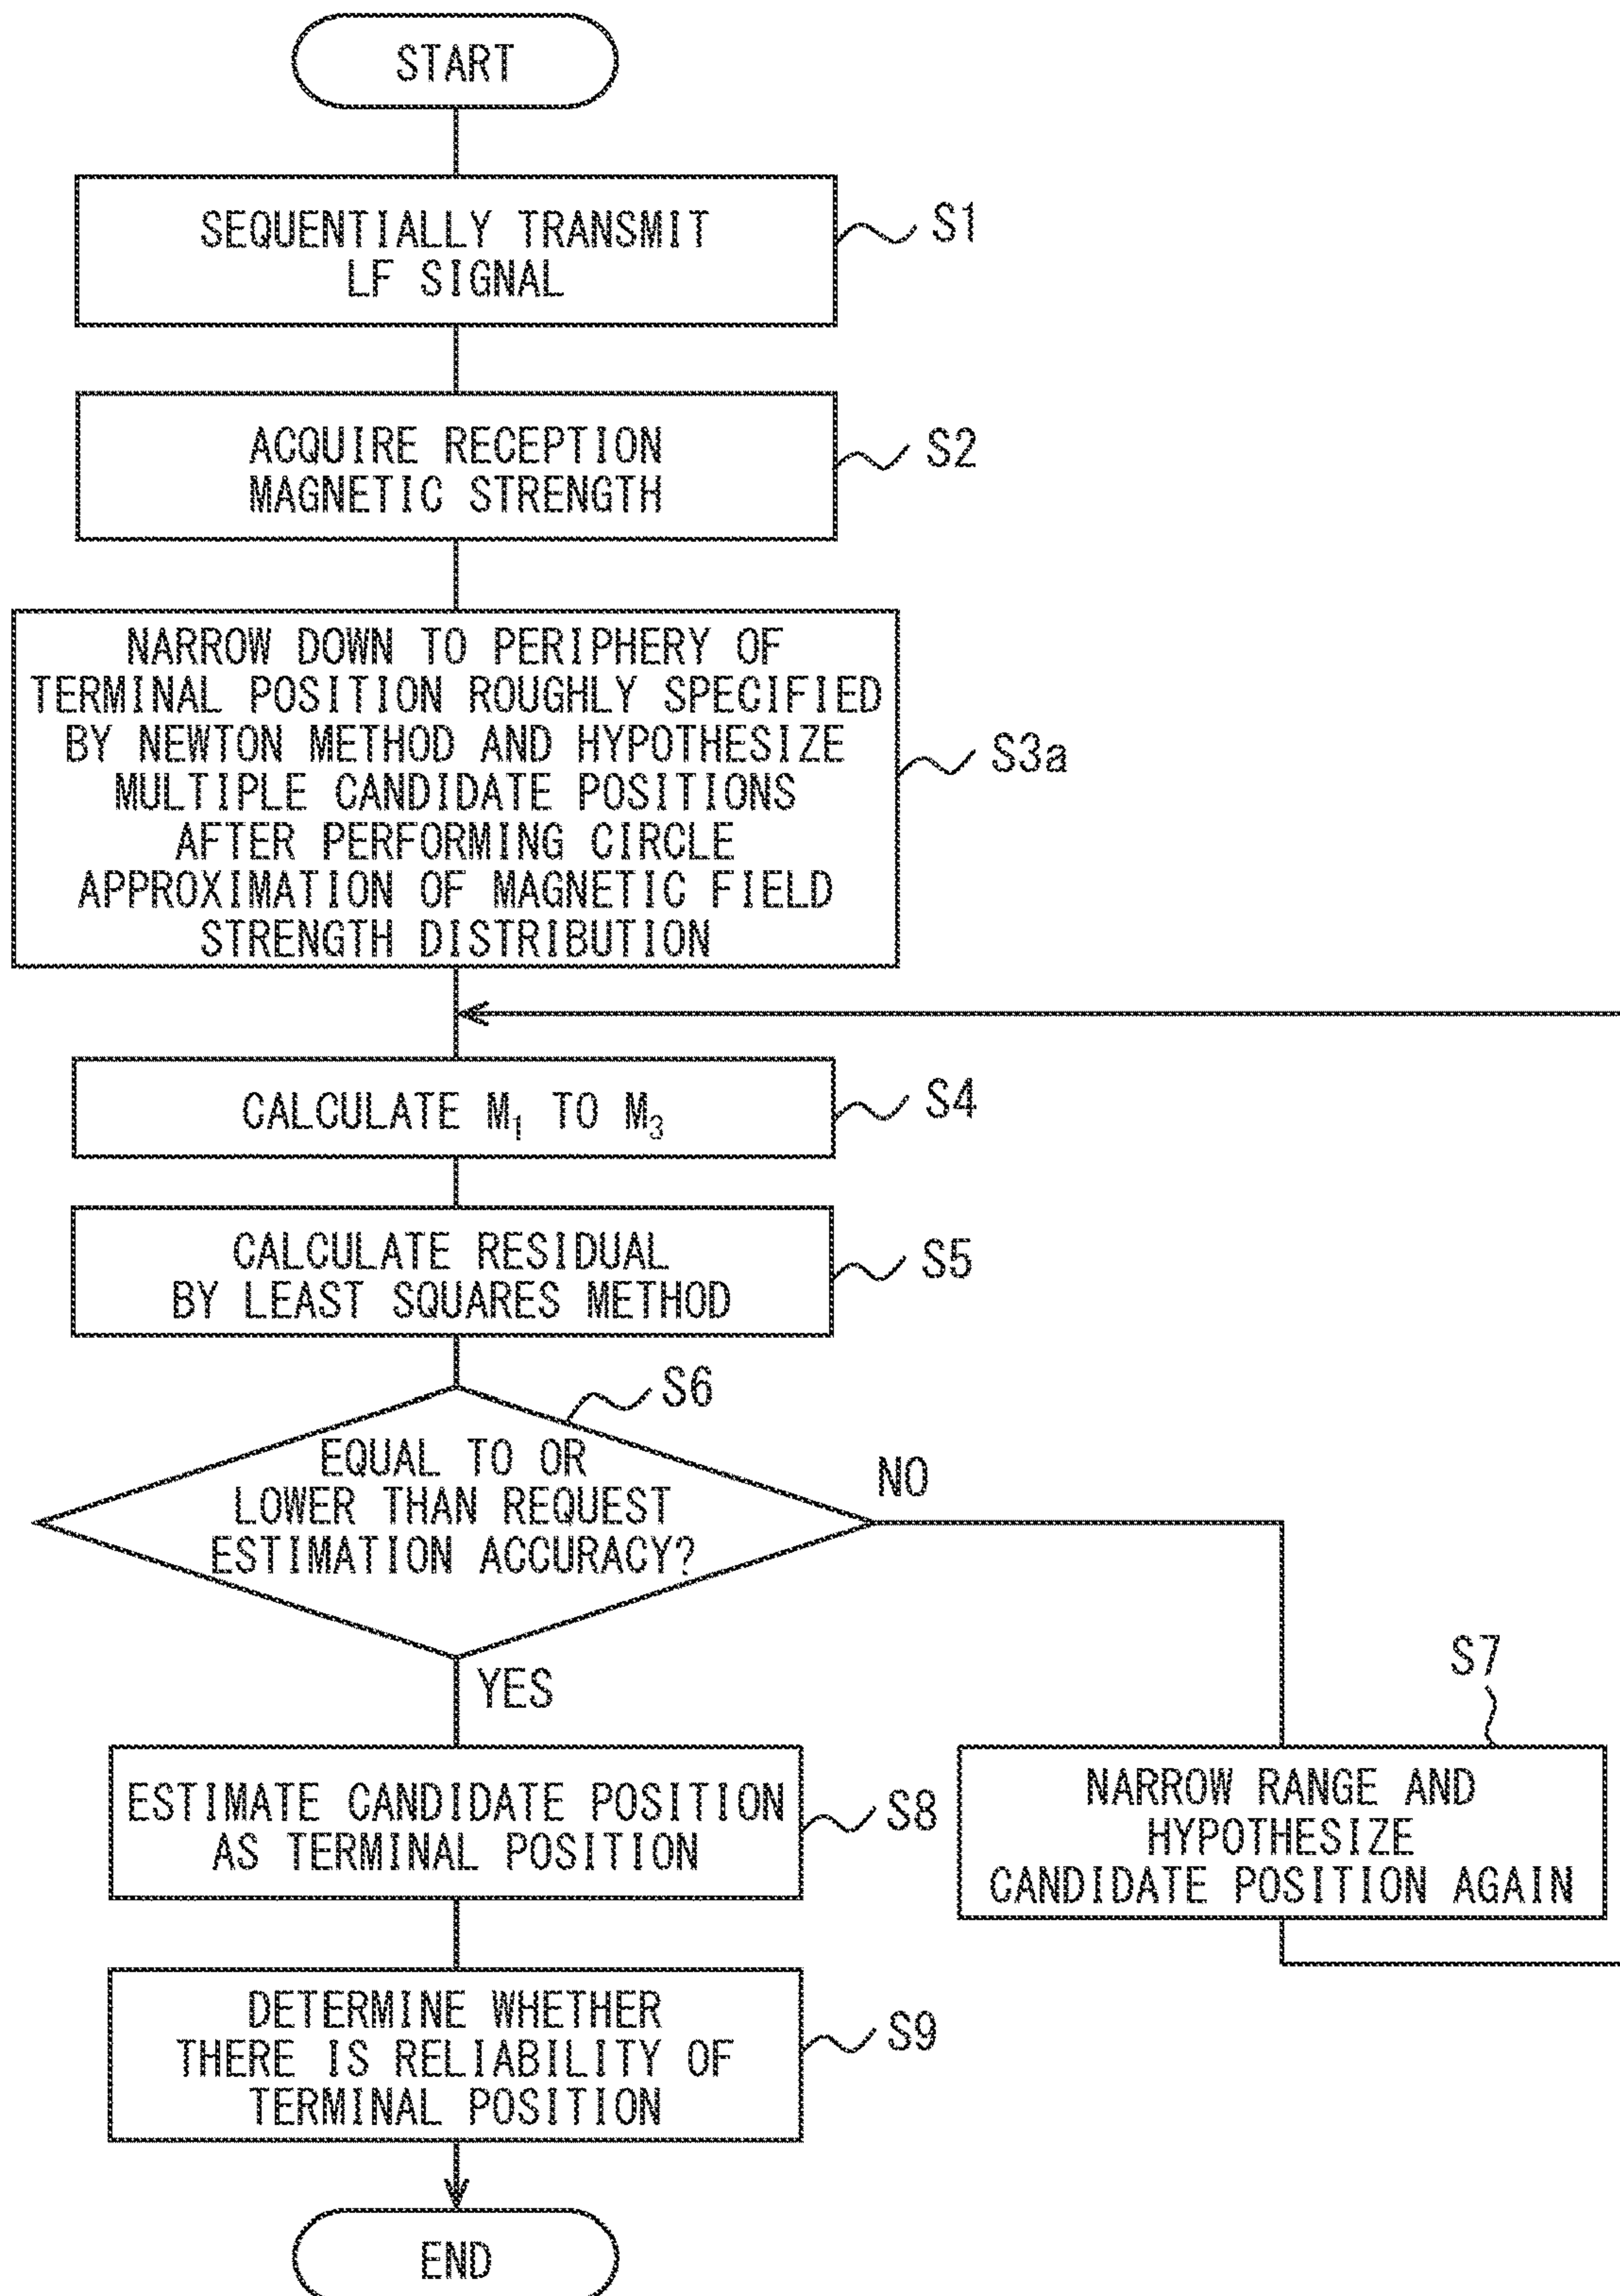 START
SEQUENTIALLY TRANSMIT
LF SIGNAL
S1
ACQUIRE RECEPTION
MAGNETIC STRENGTH
S2
NARROW DOWN TO PERIPHERY OF
TERMINAL POSITION ROUGHLY SPECIFIED
BY NEWTON METHOD AND HYPOTHESIZE
MULTIPLE CANDIDATE POSITIONS
AFTER PERFORMING CIRCLE
APPROXIMATION OF MAGNETIC FIELD
STRENGTH DISTRIBUTION
S3a
CALCULATE M₁ TO M₃
S4
CALCULATE RESIDUAL
BY LEAST SQUARES METHOD
S5
S6
EQUAL TO OR
LOWER THAN REQUEST
ESTIMATION ACCURACY?
NO
YES
S7
NARROW RANGE AND
HYPOTHESIZE
CANDIDATE POSITION AGAIN
ESTIMATE CANDIDATE POSITION
AS TERMINAL POSITION
S8
DETERMINE WHETHER
THERE IS RELIABILITY OF
TERMINAL POSITION
S9
END